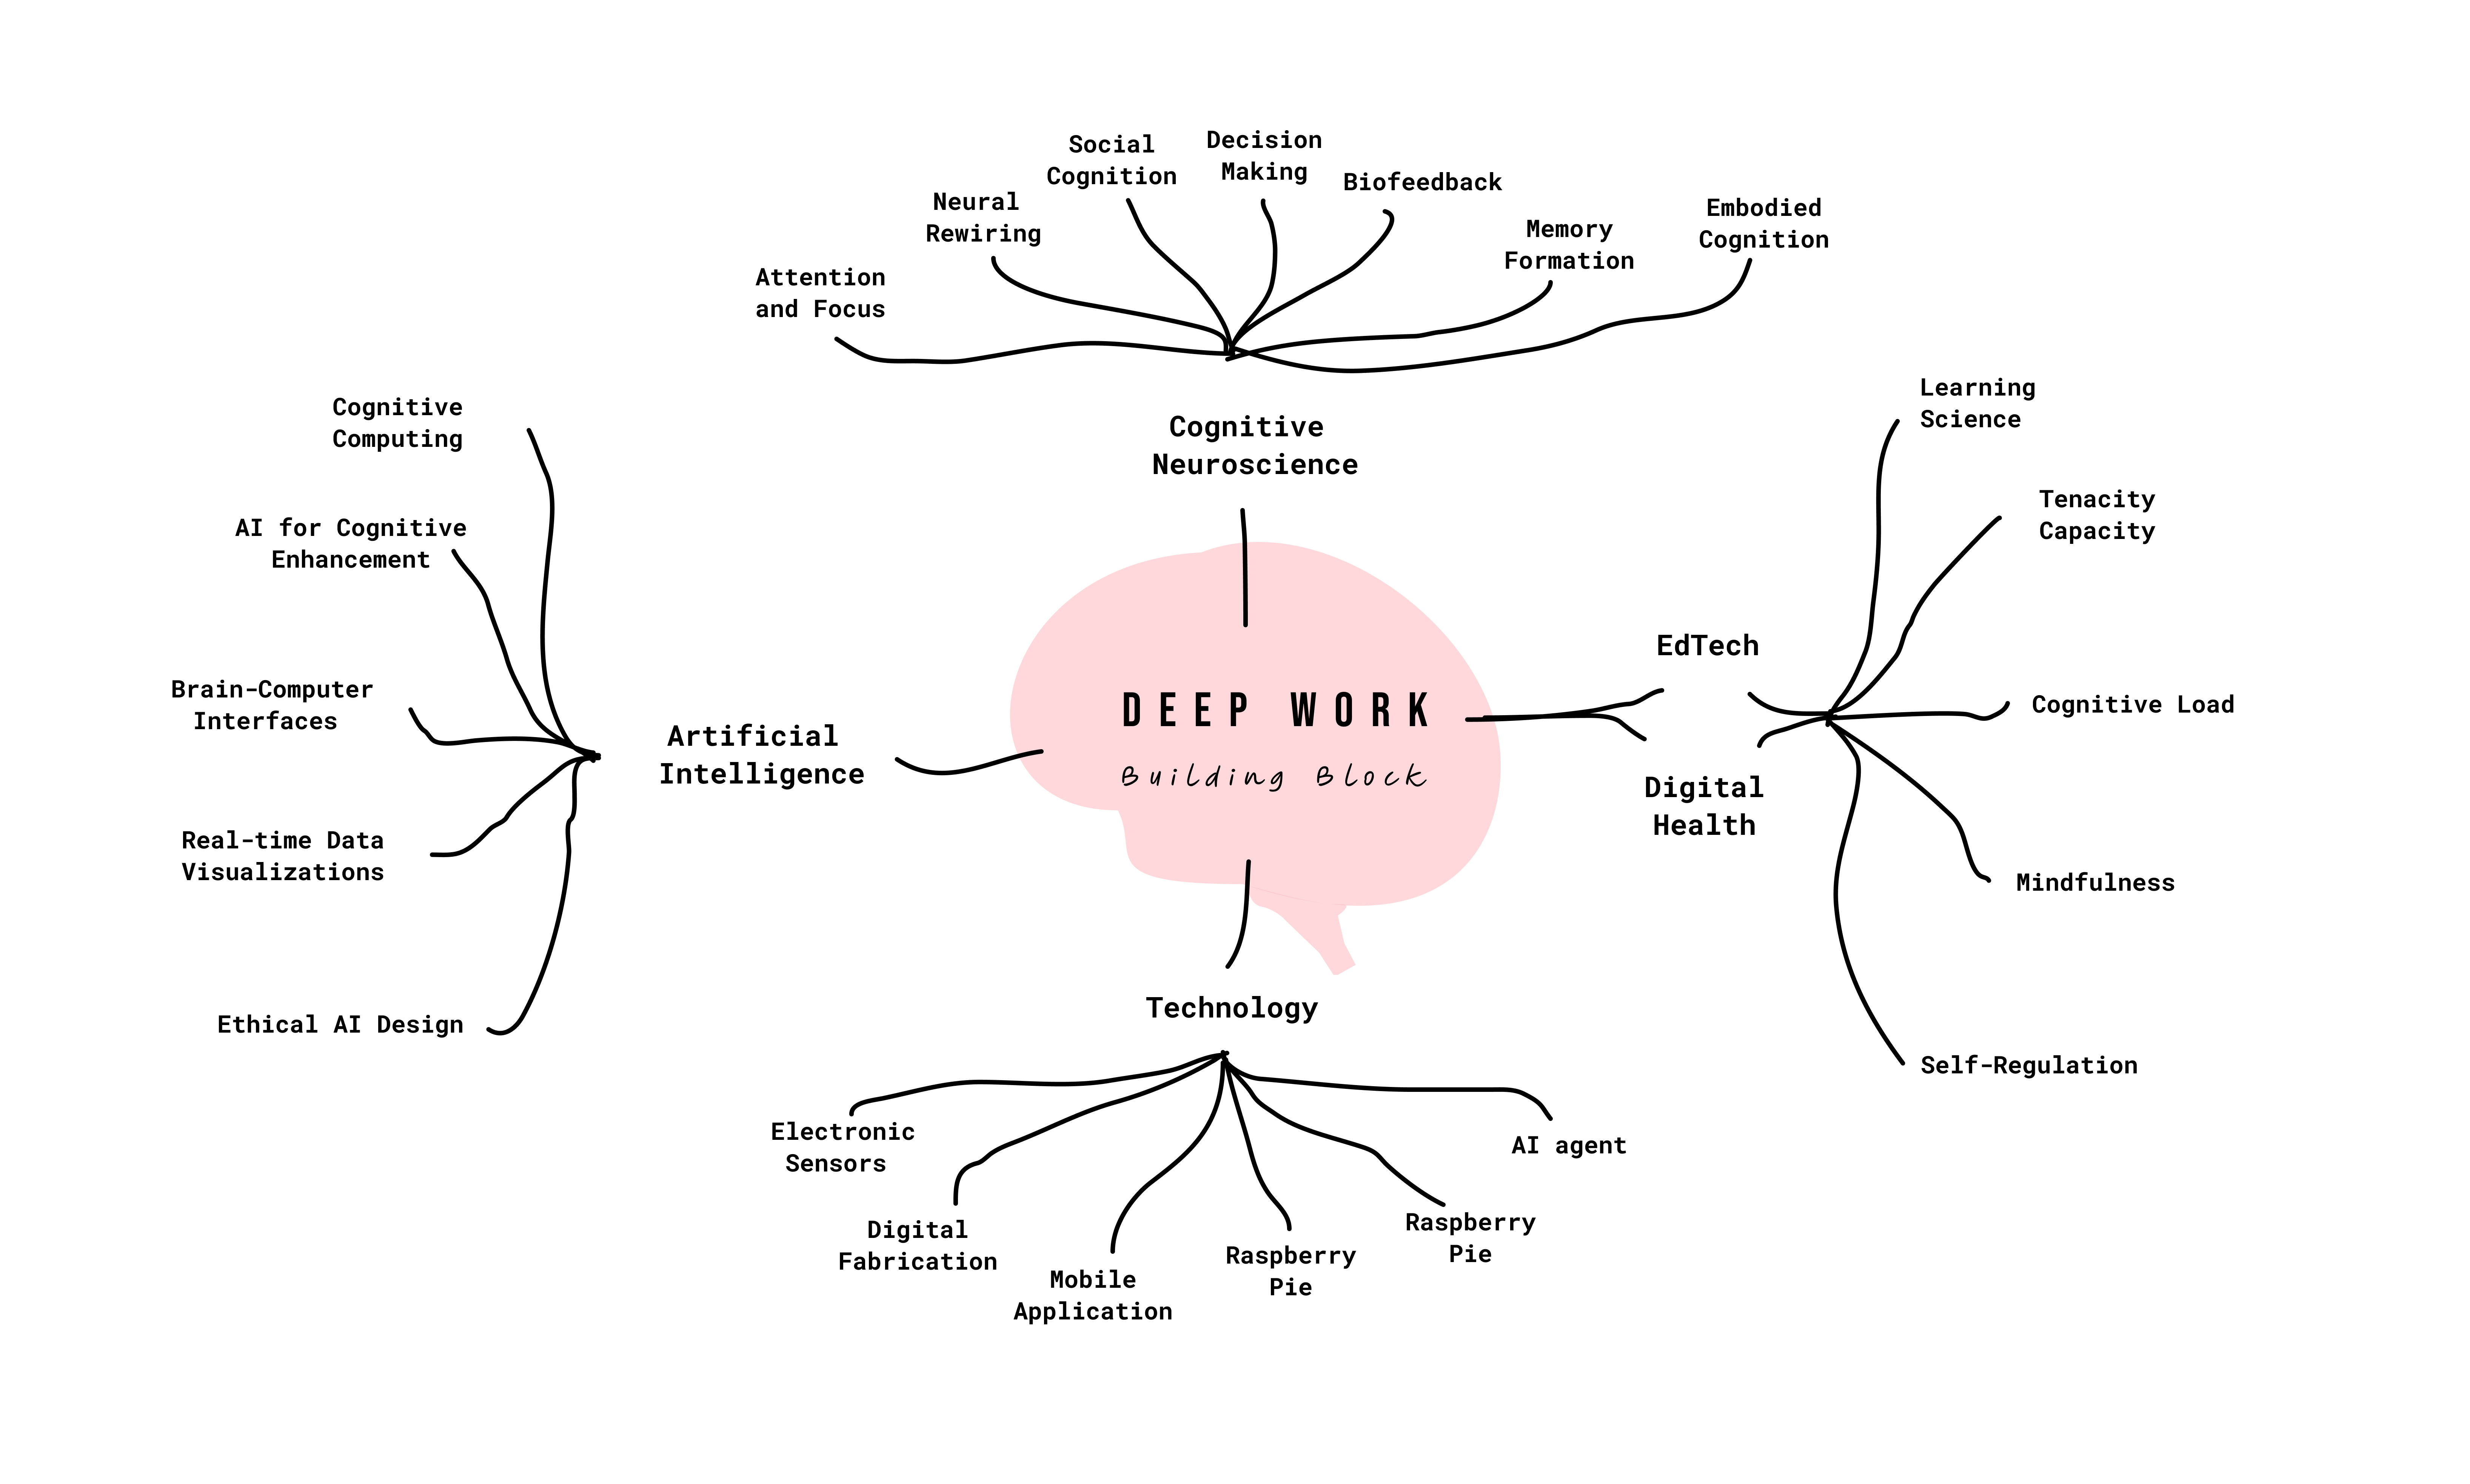 Social
Cognition
Decision
Making
Biofeedback
Neural
Rewiring
Memory
Formation
Embodied
Cognition
Attention
and Focus
Cognitive
Neuroscience
Cognitive
Computing
AI for Cognitive
Enhancement
Brain-Computer
Interfaces
Real-time Data
Visualizations
Ethical AI Design
Artificial
Intelligence
DEEP WORK
Building Block
EdTech
Digital
Health
Learning
Science
Tenacity
Capacity
Cognitive Load
Mindfulness
Self-Regulation
Technology
Electronic
Sensors
Digital
Fabrication
Mobile
Application
Raspberry
Pie
Raspberry
Pie
AI agent